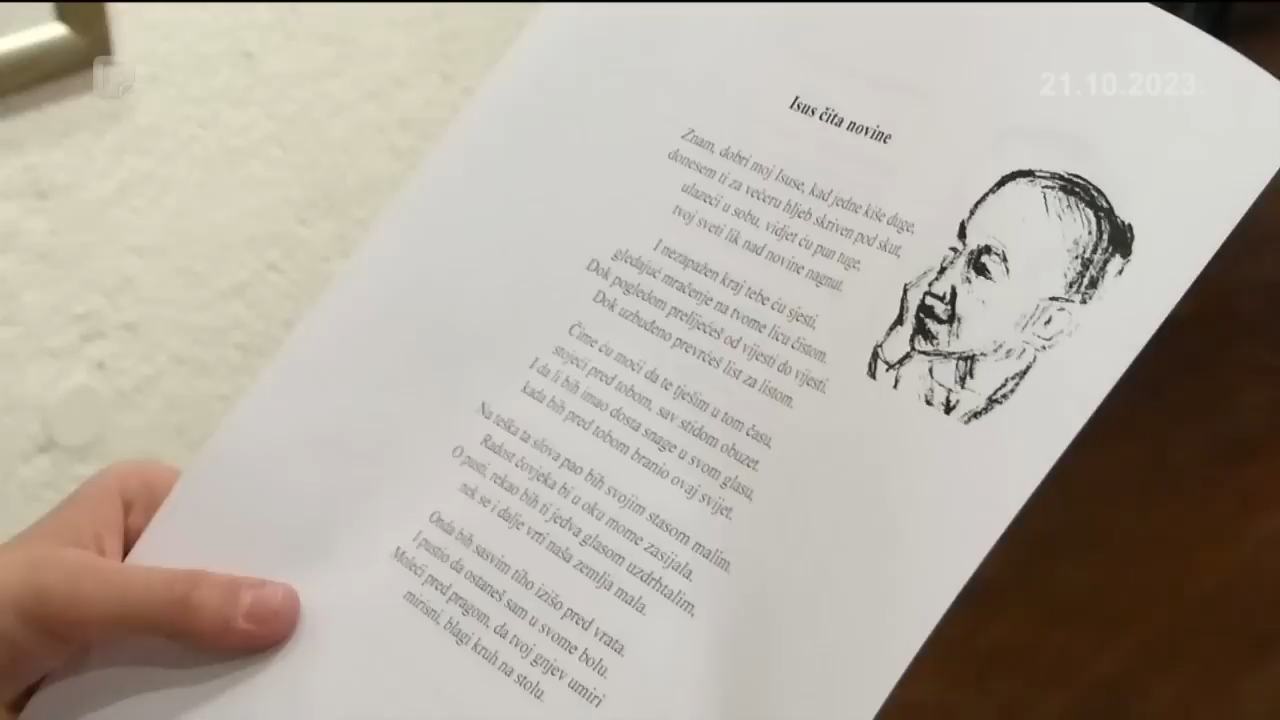 21.10.2023.
Isus čita novine
Znam, dobri moj Isuse, kad jedne kiše duge,
donesem ti za večeru hljeb skriven pod skut,
ulazeći u sobu, vidjet ću pun tuge,
tvoj sveti lik nad novine nagnut.
I nezapažen kraj tebe ću sjesti,
gledajuć mračenje na tvome licu čistom.
Dok pogledom prelijećeš od vijesti do vijesti.
Dok uzbuđeno prevrćeš list za listom.
Čime ću moći da te tješim u tom času,
stojeći pred tobom, sav stidom obuzet.
I da li bih imao dosta snage u svom glasu,
kada bih pred tobom branio ovaj svijet.
Na teška ta slova pao bih svojim stasom malim.
Radost čovjeka bi u oku mome zasijala.
O pusti, rekao bih ti jedva glasom uzdrhtalim,
nek se i dalje vrti naša zemlja mala.
Onda bih sasvim tiho izišo pred vrata.
I pustio da ostaneš sam u svome bolu.
Moleći pred pragom, da tvoj gnjev umiri
mirisni, blagi kruh na stolu.